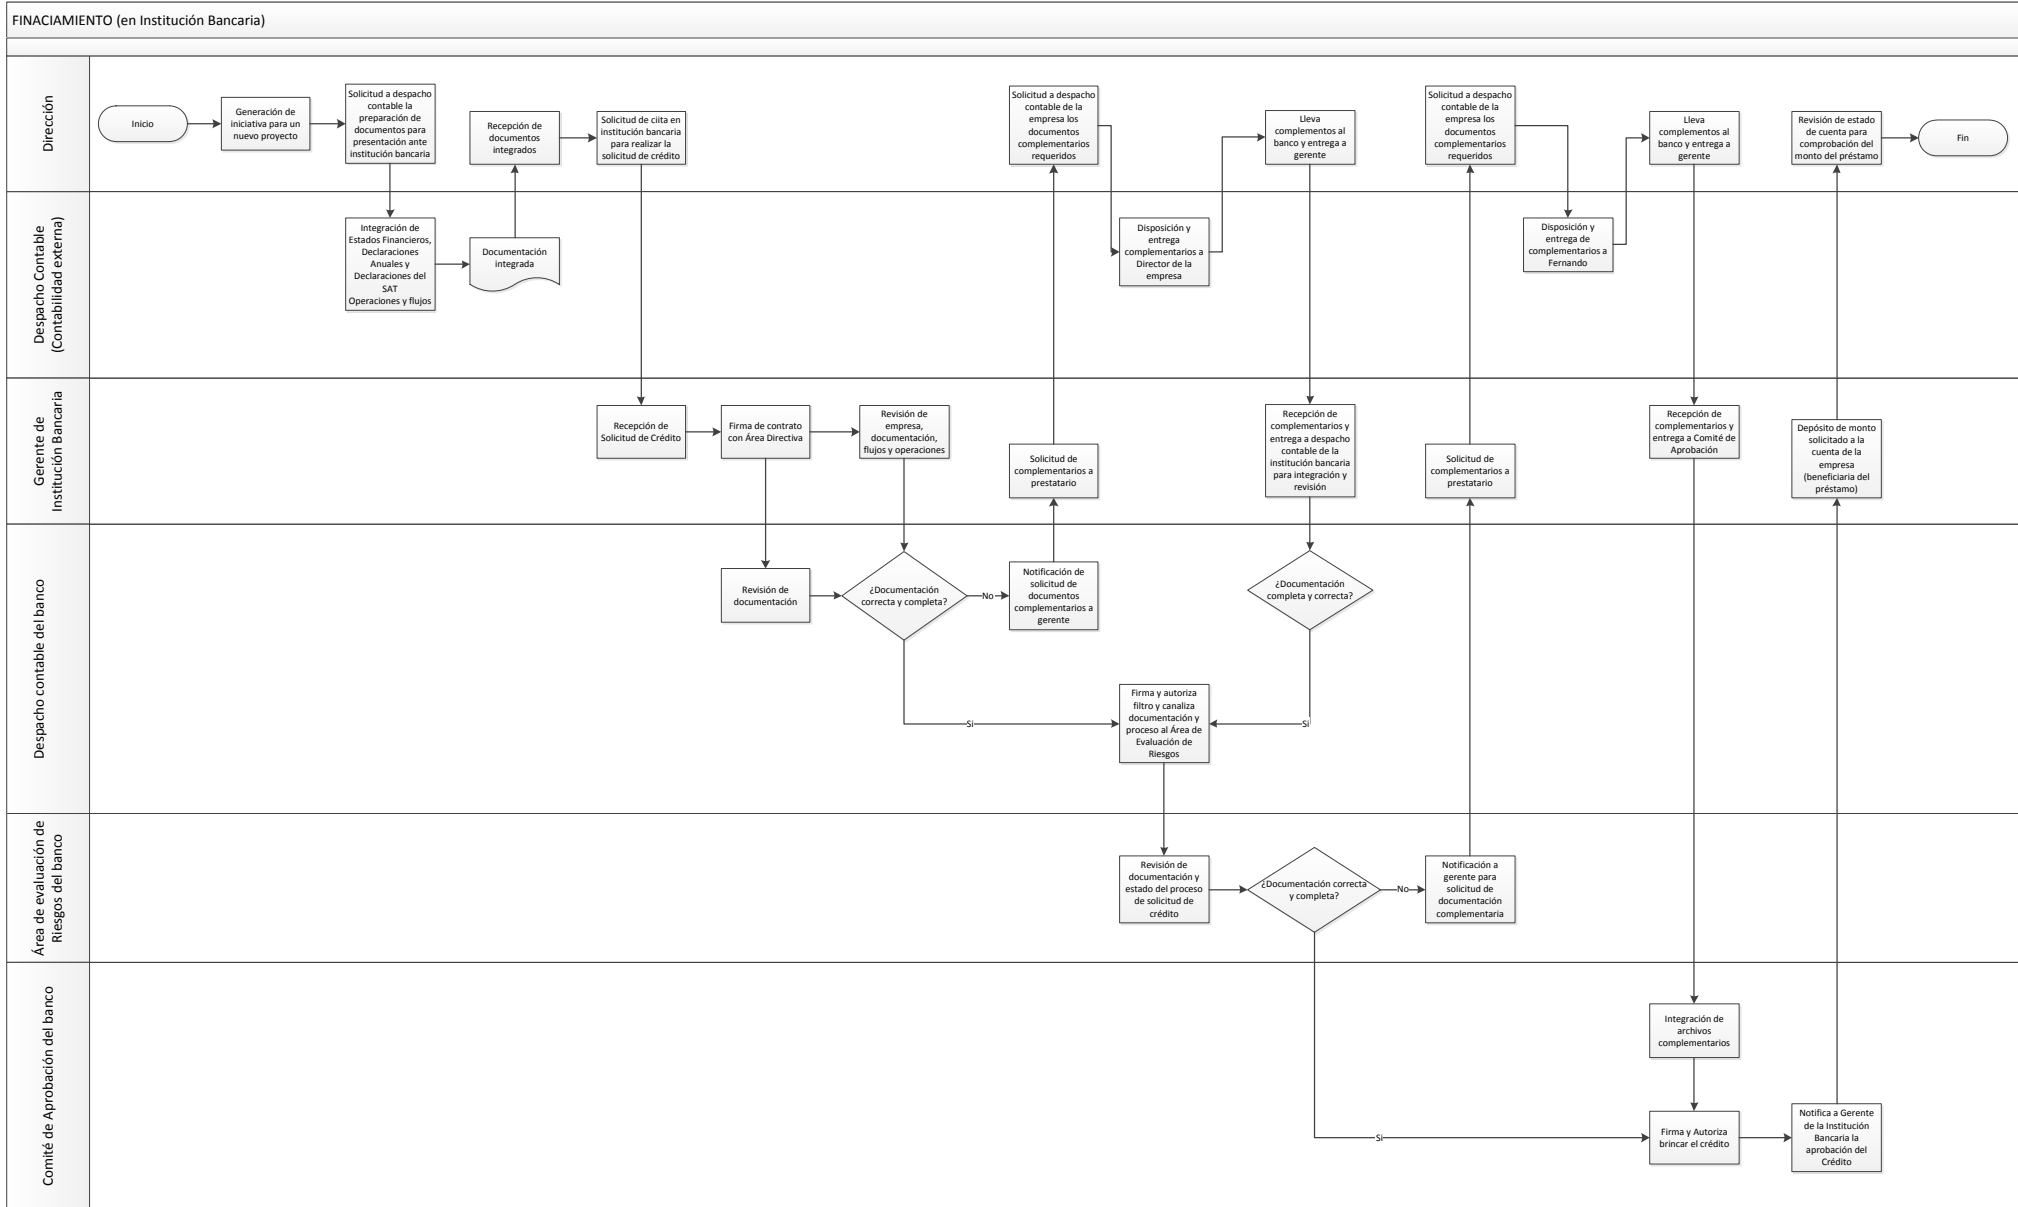 FINACIAMIENTO (en Institución Bancaria)
Dirección
Inicio
Generación de
iniciativa para un
nuevo proyecto
Solicitud a despacho
contable la
preparación de
documentos para
presentación ante
institución bancaria
Recepción de
documentos
integrados
Solicitud de ciita en
institución bancaria
para realizar la
solicitud de crédito
Solicitud a despacho
contable de la
empresa los
documentos
complementarios
requeridos
Lleva
complementos al
banco y entrega a
gerente
Solicitud a despacho
contable de la
empresa los
documentos
complementarios
requeridos
Lleva
complementos al
banco y entrega a
gerente
Revisión de estado
de cuenta para
comprobación del
monto del préstamo
Fin
Despacho Contable
(Contabilidad externa)
Integración de
Estados Financieros,
Declaraciones
Anuales y
Declaraciones del
SAT
Operaciones y flujos
Documentación
integrada
Disposición y
entrega
complementarios a
Director de la
empresa
Disposición y
entrega de
complementarios a
Fernando
Gerente de
Institución Bancaria
Recepción de
Solicitud de Crédito
Firma de contrato
con Área Directiva
Revisión de
empresa,
documentación,
flujos y operaciones
Solicitud de
complementarios a
prestatario
Recepción de
complementos y
entrega a despacho
contable de la
institución bancaria
para integración y
revisión
Solicitud de
complementarios a
prestatario
Recepción de
complementos y
entrega a Comité de
Aprobación
Depósito de monto
solicitado a la
cuenta de la
empresa
(beneficiaria del
préstamo)
Despacho contable del banco
Revisión de
documentación
¿Documentación
correcta y completa?
No
Notificación de
solicitud de
documentos
complementarios a
gerente
¿Documentación
completa y correcta?
Si
Firma y autoriza
filtro y canaliza
documentación y
proceso al Área de
Evaluación de
Riesgos
Si
Área de evaluación de
Riesgos del banco
Revisión de
documentación y
estado del proceso
de solicitud de
crédito
¿Documentación correcta
y completa?
No
Notificación a
gerente para
solicitud de
documentación
complementaria
Comité de Aprobación del banco
Integración de
archivos
complementarios
Si
Firma y Autoriza
brincar el crédito
Notifica a Gerente
de la Institución
Bancaria la
aprobación del
Crédito